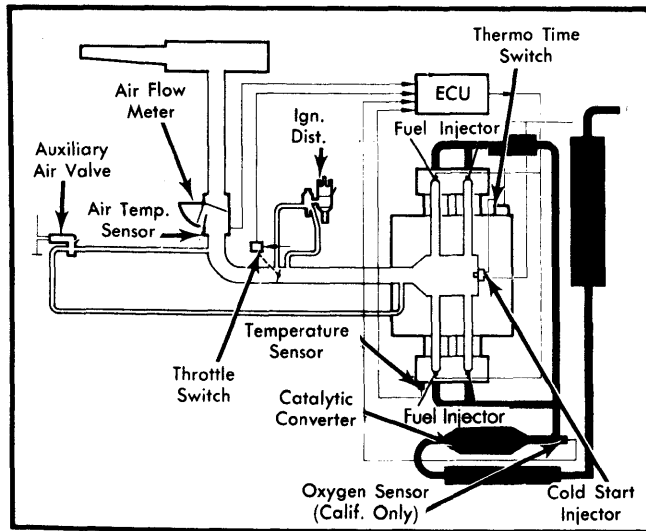 Thermo Time
Switch
Air Flow
Meter
ECU
Ign.
Dist.
Fuel Injector
Auxiliary
Air Valve
Air Temp.
Sensor
Temperature
Sensor
Throttle
Switch
Catalytic
Converter
Fuel Injector
Oxygen Sensor
(Calif. Only)
Cold Start
Injector